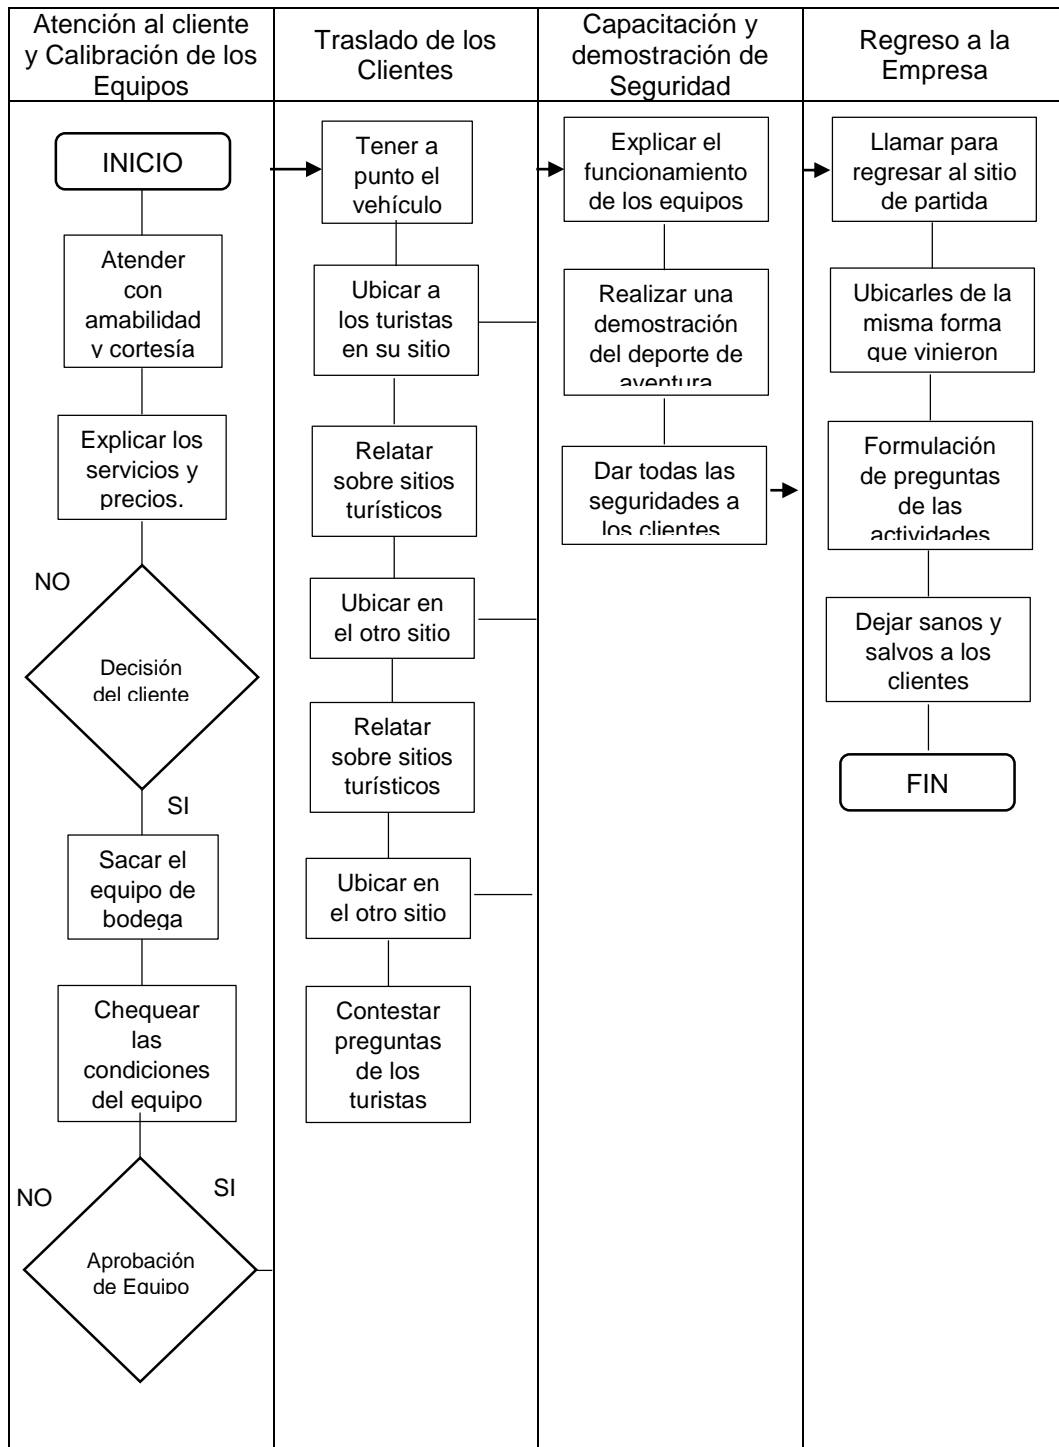 Atención al cliente
y Calibración de los
Equipos
Traslado de los
Clientes
Capacitación y
demostración de
Seguridad
Regreso a la
Empresa
INICIO
Atender
con
amabilidad
y cortesía
Explicar los
servicios y
precios.
NO
Decisión
del cliente
SI
Sacar el
equipo de
bodega
Chequear
las
condiciones
del equipo
NO
SI
Aprobación
de Equipo
Tener a
punto el
vehículo
Ubicar a
los turistas
en su sitio
Relatar
sobre sitios
turísticos
Ubicar en
el otro sitio
Relatar
sobre sitios
turísticos
Ubicar en
el otro sitio
Contestar
preguntas
de los
turistas
Explicar el
funcionamiento
de los equipos
Realizar una
demostración
del deporte de
aventura
Dar todas las
seguridades a
los clientes
Llamar para
regresar al sitio
de partida
Ubicarles de la
misma forma
que vinieron
Formulación
de preguntas
de las
actividades
Dejar sanos y
salvos a los
clientes
FIN